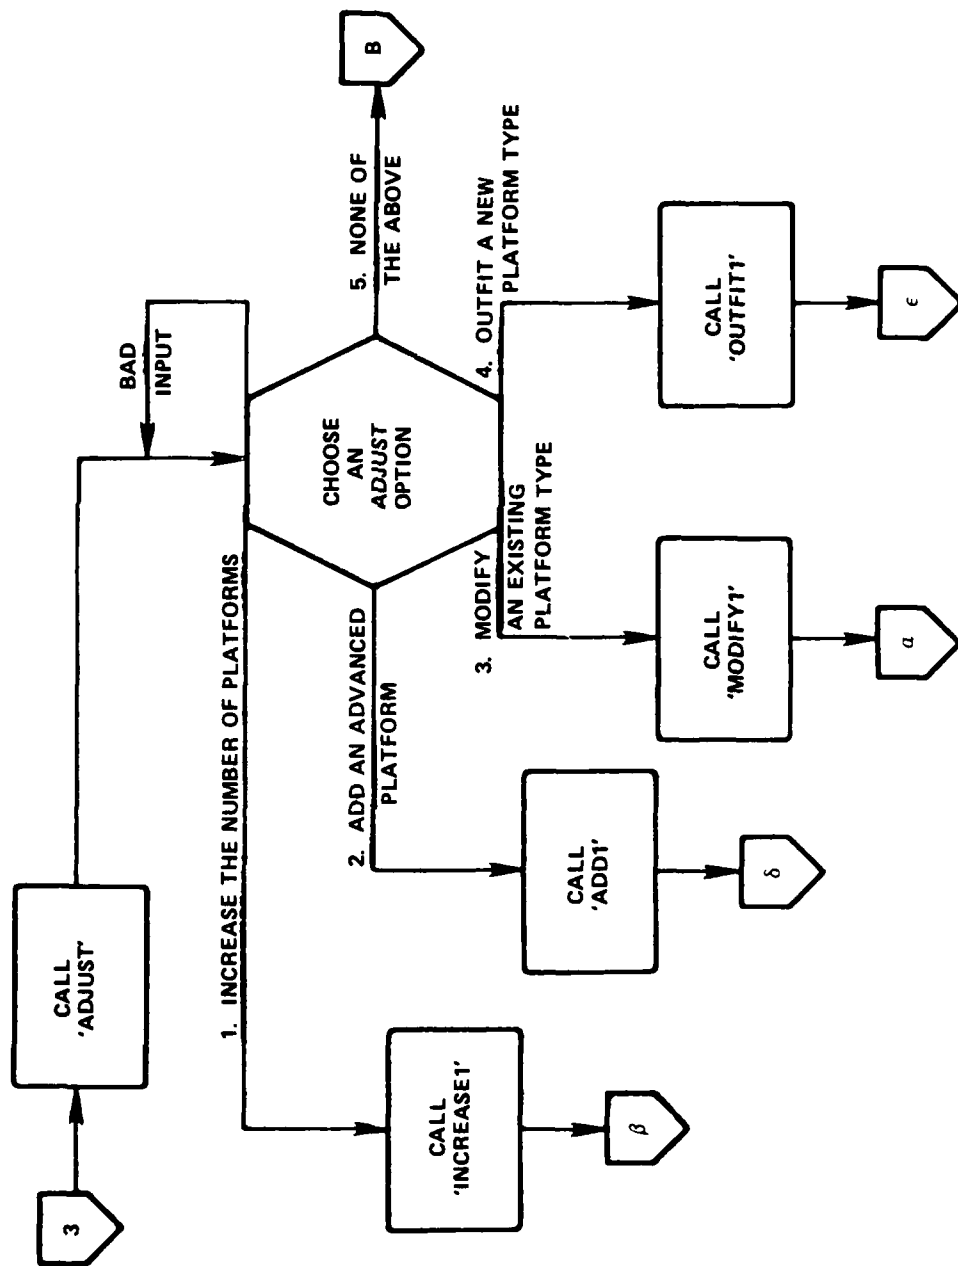 3
CALL
'ADJUST'
BAD
INPUT
1. INCREASE THE NUMBER OF PLATFORMS
CHOOSE
AN
ADJUST
OPTION
5. NONE OF
THE ABOVE
B
2. ADD AN ADVANCED
PLATFORM
3. MODIFY
AN EXISTING
PLATFORM TYPE
4. OUTFIT A NEW
PLATFORM TYPE
CALL
'INCREASE1'
CALL
'ADD1'
CALL
'MODIFY1'
CALL
'OUTFIT1'
β
δ
α
ϵ